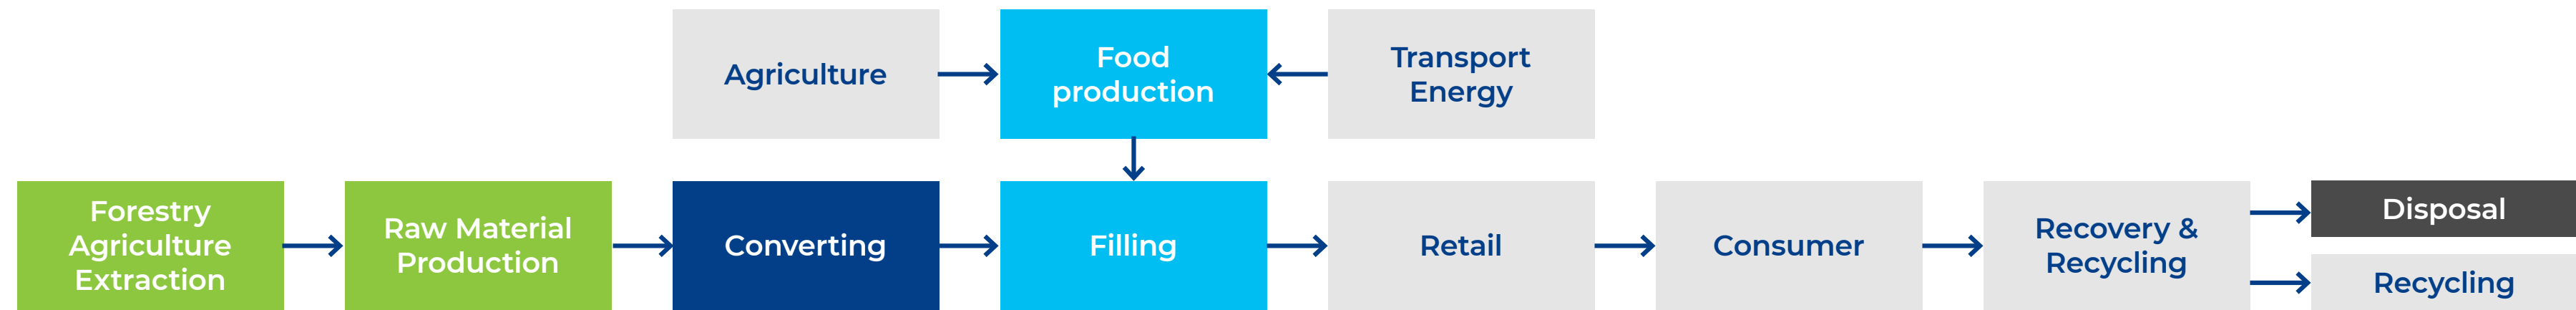 Agriculture
Food
production
Transport
Energy
Forestry
Agriculture
Extraction
Raw Material
Production
Converting
Filling
Retail
Consumer
Recovery &
Recycling
Disposal
Recycling